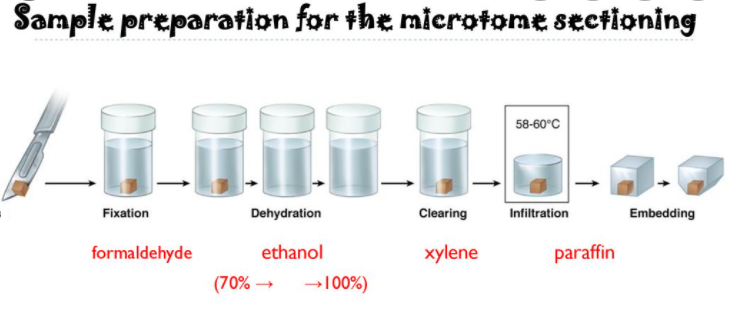 Sample preparation for the microtome sectioning
58-60°C
Fixation Dehydration Clearing Infiltration Embedding
formaldehyde ethanol xylene paraffin
(70% → →100%)